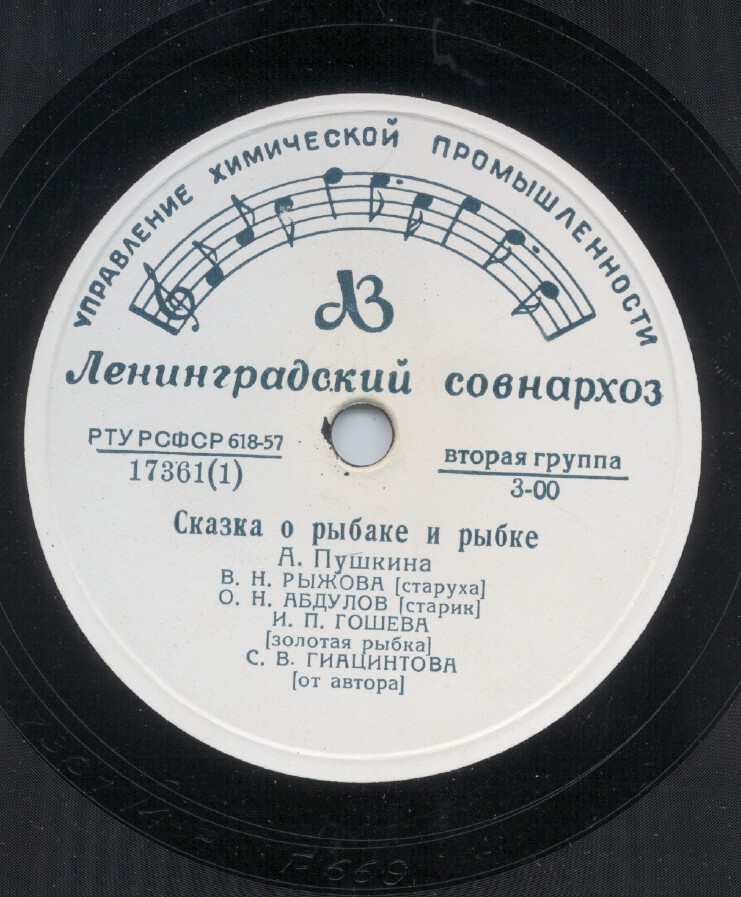 УПРАВЛЕНИЕ ХИМИЧЕСКОЙ ПРОМЫШЛЕННОСТИ
ЛЗ
Ленинградский совнархоз
РТУ РСФСР 618-57
17361(1)
вторая группа
3-00
Сказка о рыбаке и рыбке
А. Пушкина
В. Н. РЫЖОВА [старуха]
О. Н. АБДУЛОВ [старик]
И. П. ГОШЕВА
[золотая рыбка]
С. В. ГИАЦИНТОВА
[от автора]
F669